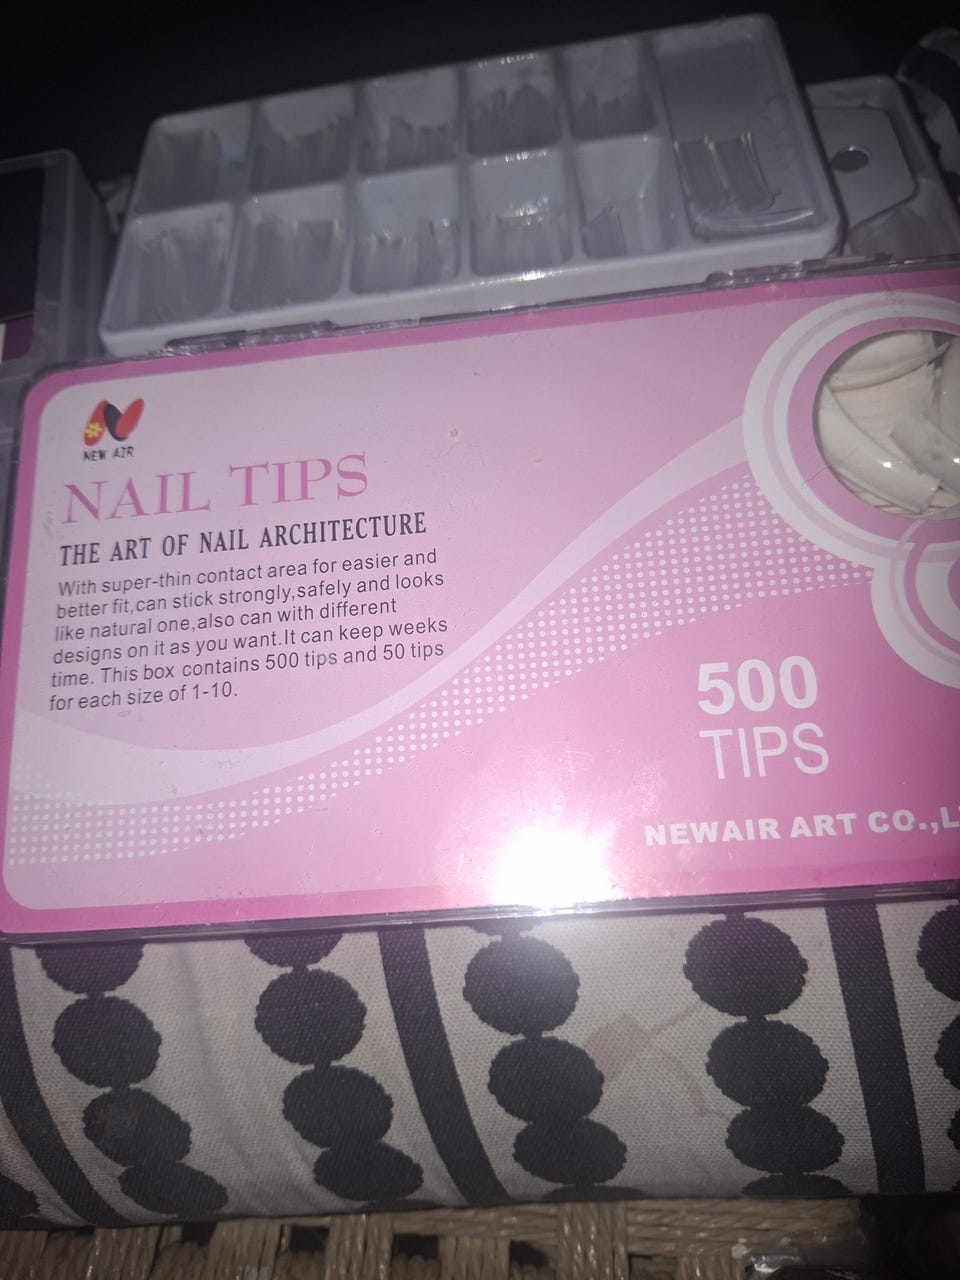 NEW AIR
NAIL TIPS
THE ART OF NAIL ARCHITECTURE
With super-thin contact area for easier and
better fit,can stick strongly,safely and looks
like natural one,also can with different
designs on it as you want.It can keep weeks
time. This box contains 500 tips and 50 tips
for each size of 1-10.
500
TIPS
NEWAIR ART CO.,L